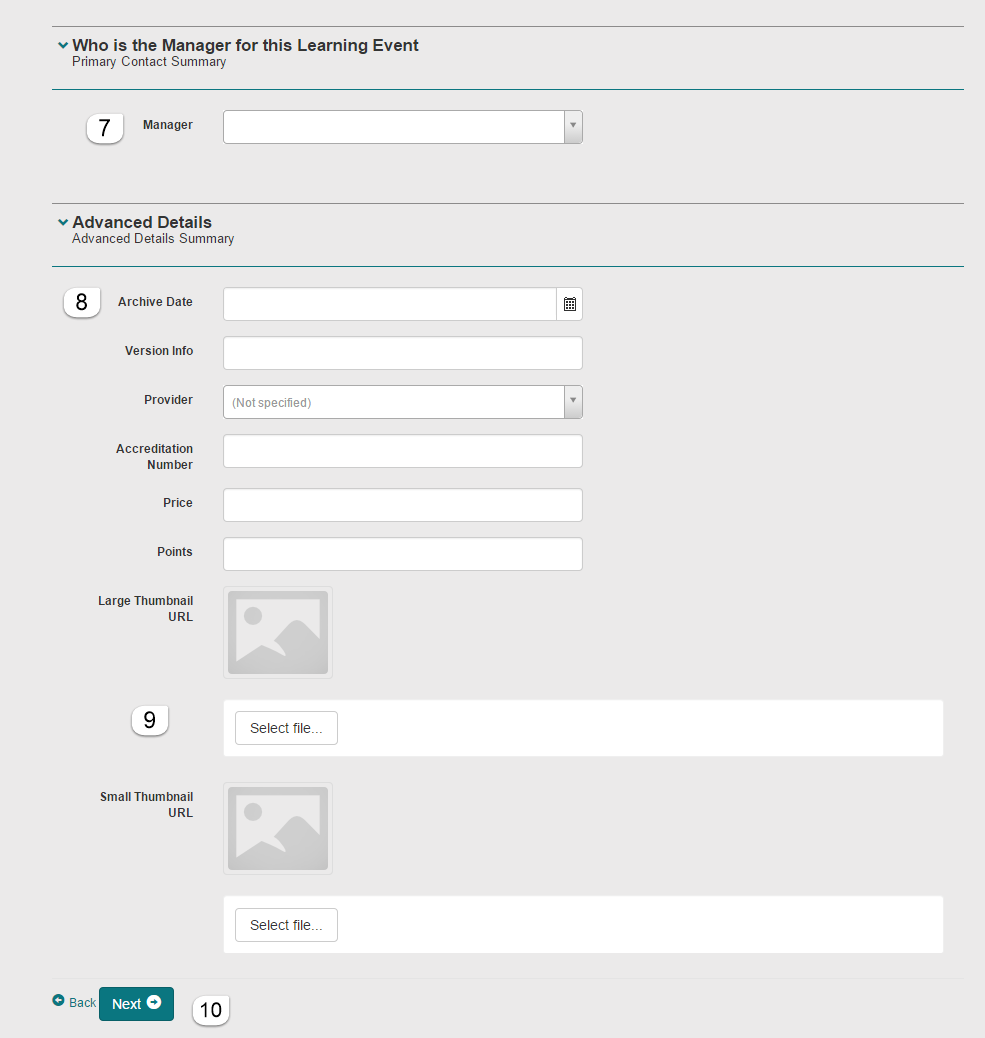 Who is the Manager for this Learning Event
Primary Contact Summary
7 Manager
Advanced Details
Advanced Details Summary
8 Archive Date
Version Info
Provider (Not specified)
Accreditation
Number
Price
Points
Large Thumbnail
URL
9 Select file...
Small Thumbnail
URL
Select file...
Back Next 10